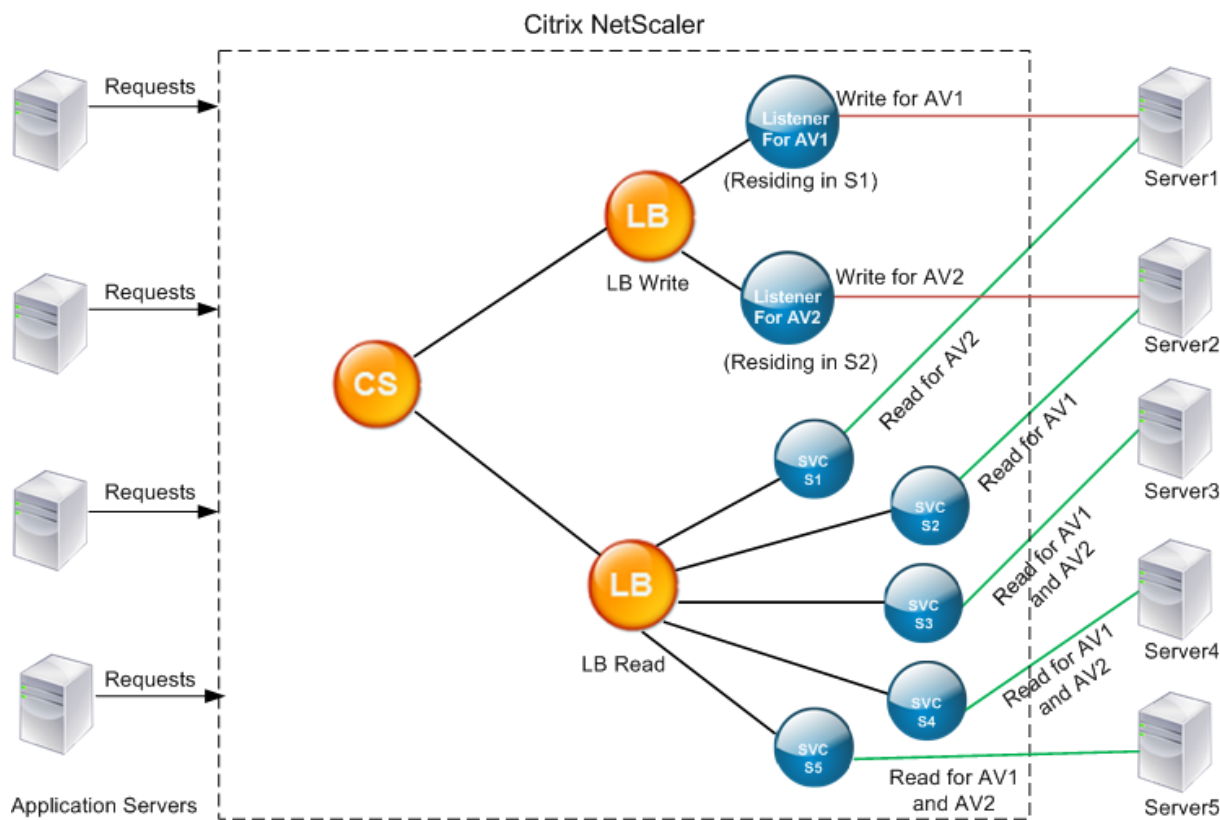 Citrix NetScaler
Requests
Requests
Requests
Requests
Application Servers
CS
LB
LB Write
Listener
For AV1
(Residing in S1)
Write for AV1
Listener
For AV2
(Residing in S2)
Write for AV2
LB
LB Read
SVC
S1
Read for AV2
SVC
S2
Read for AV1
SVC
S3
Read for AV1
and AV2
SVC
S4
Read for AV1
and AV2
SVC
S5
Read for AV1
and AV2
Server1
Server2
Server3
Server4
Server5